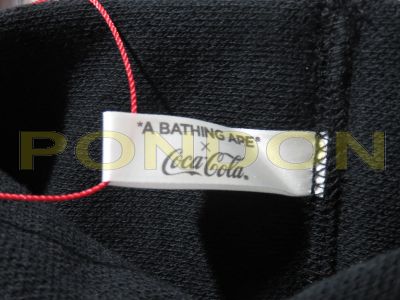 *A BATHING APE*
×
Coca-Cola®
PONDON